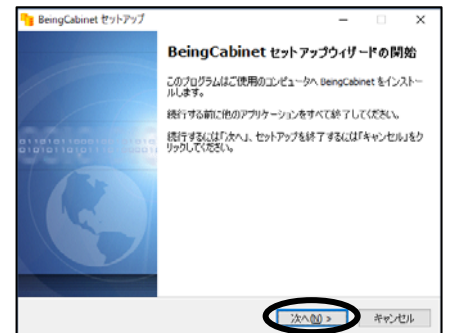 BeingCabinet セットアップ
BeingCabinet セットアップウィザードの開始
このプログラムはご使用のコンピュータへ BeingCabinet をインストー
ルします。
続行する前に他のアプリケーションをすべて終了してください。
続行するには「次へ」、セットアップを終了するには「キャンセル」をク
リックしてください。
次へ(N) >
キャンセル